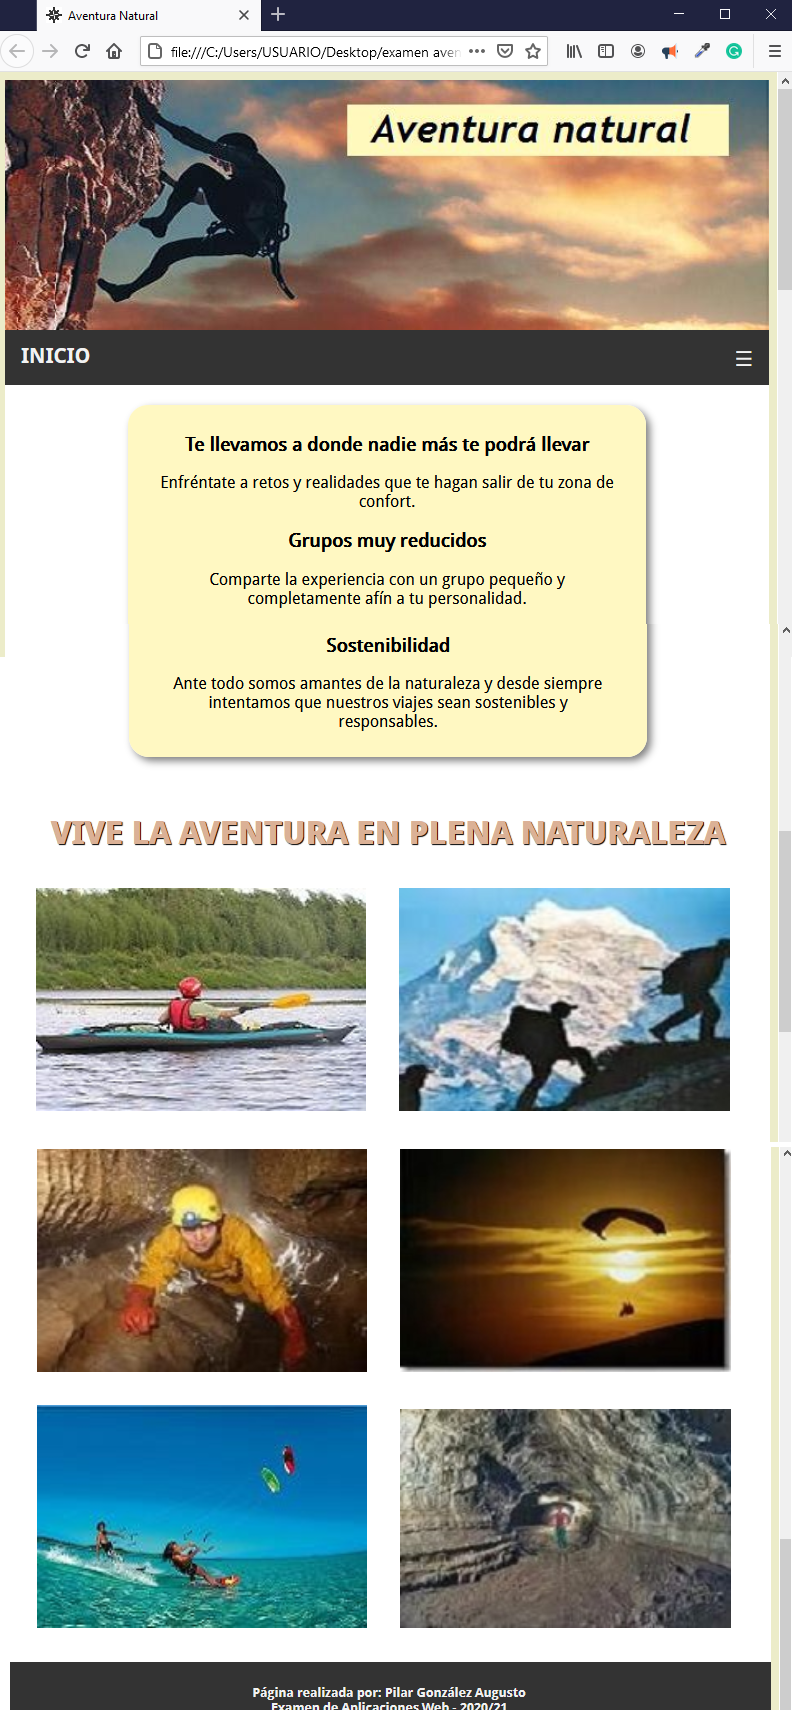 Aventura Natural
file:///C:/Users/USUARIO/Desktop/examen aven
Aventura natural
INICIO
Te llevamos a donde nadie más te podrá llevar
Enfréntate a retos y realidades que te hagan salir de tu zona de
confort.
Grupos muy reducidos
Comparte la experiencia con un grupo pequeño y
completamente afín a tu personalidad.
Sostenibilidad
Ante todo somos amantes de la naturaleza y desde siempre
intentamos que nuestros viajes sean sostenibles y
responsables.
VIVE LA AVENTURA EN PLENA NATURALEZA
Página realizada por: Pilar González Augusto
Examen de Aplicaciones Web - 2020/21